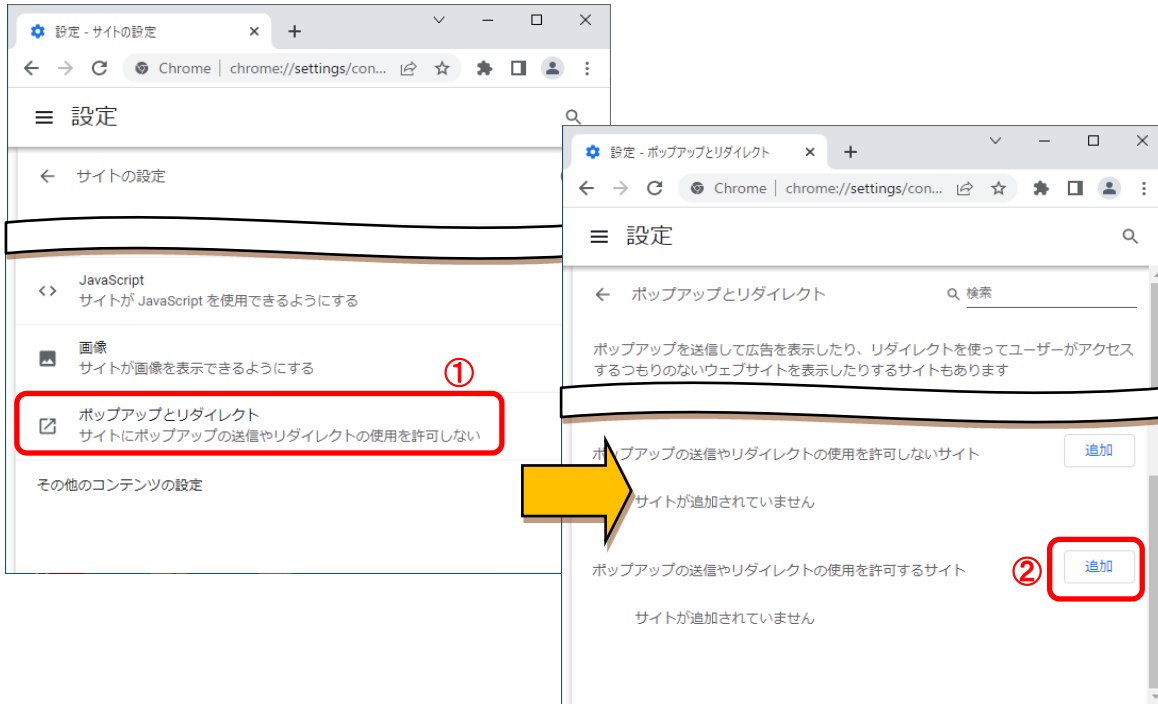 設定 - サイトの設定
Chrome | chrome://settings/con...
設定
サイトの設定
JavaScript
サイトが JavaScript を使用できるようにする
画像
サイトが画像を表示できるようにする
①
ポップアップとリダイレクト
サイトにポップアップの送信やリダイレクトの使用を許可しない
その他のコンテンツの設定
設定 - ポップアップとリダイレクト
Chrome | chrome://settings/con...
設定
ポップアップとリダイレクト
検索
ポップアップを送信して広告を表示したり、リダイレクトを使ってユーザーがアクセス
するつもりのないウェブサイトを表示したりするサイトもあります
ポップアップの送信やリダイレクトの使用を許可しないサイト
追加
サイトが追加されていません
ポップアップの送信やリダイレクトの使用を許可するサイト
②
追加
サイトが追加されていません